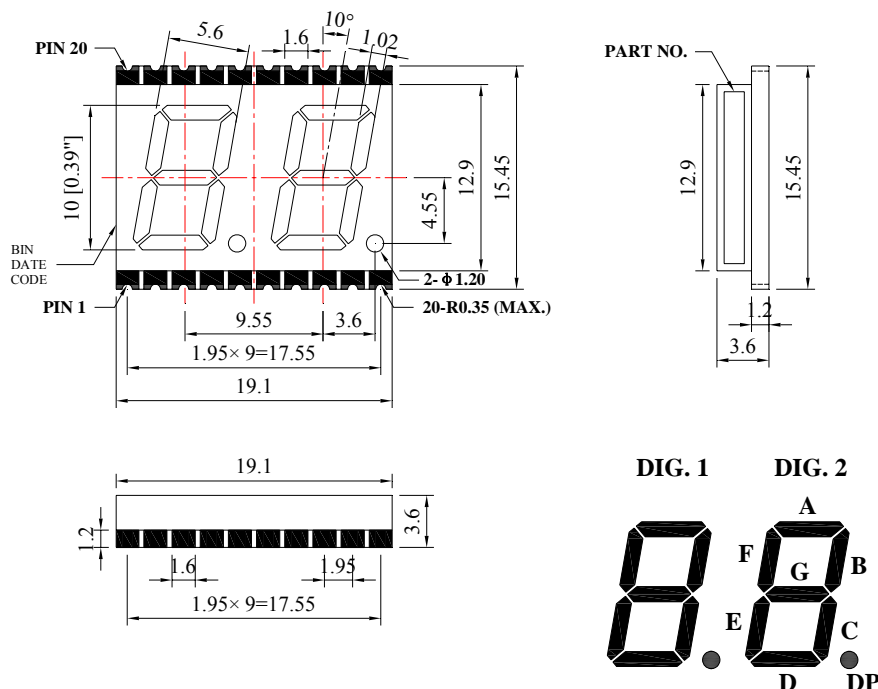 10°
5.6
1.6
1.02
PIN 20
PART NO.
10 [0.39"]
12.9
15.45
4.55
12.9
15.45
BIN
DATE
CODE
2- ϕ 1.20
PIN 1
20-R0.35 (MAX.)
9.55
3.6
1.2
3.6
1.95× 9=17.55
19.1
19.1
1.2
3.6
1.6
1.95
1.95× 9=17.55
DIG. 1
DIG. 2
A
F
B
G
E
C
D
DP